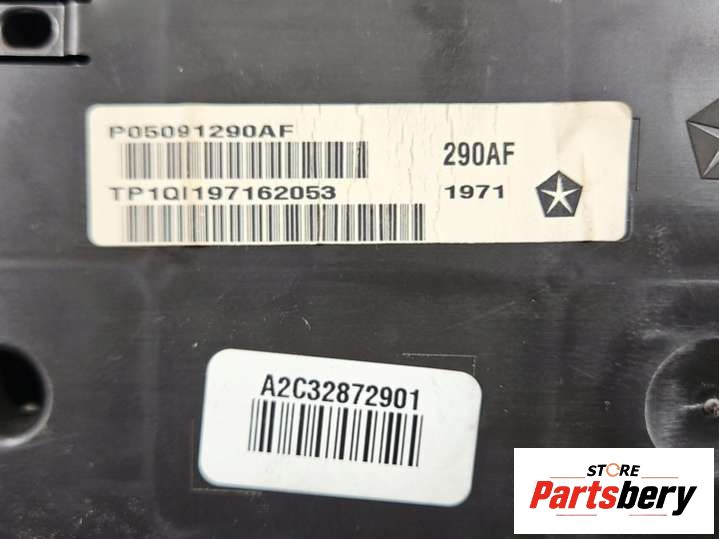 P05091290AF
290AF
TP1QI197162053
1971
A2C32872901
STORE
Partsbery